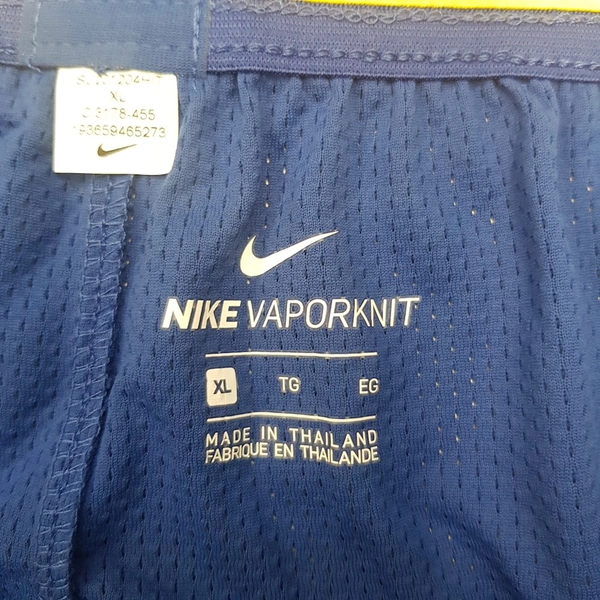 XL
193659465273
NIKE VAPORKNIT
XL TG EG
MADE IN THAILAND
FABRIQUE EN THAILANDE